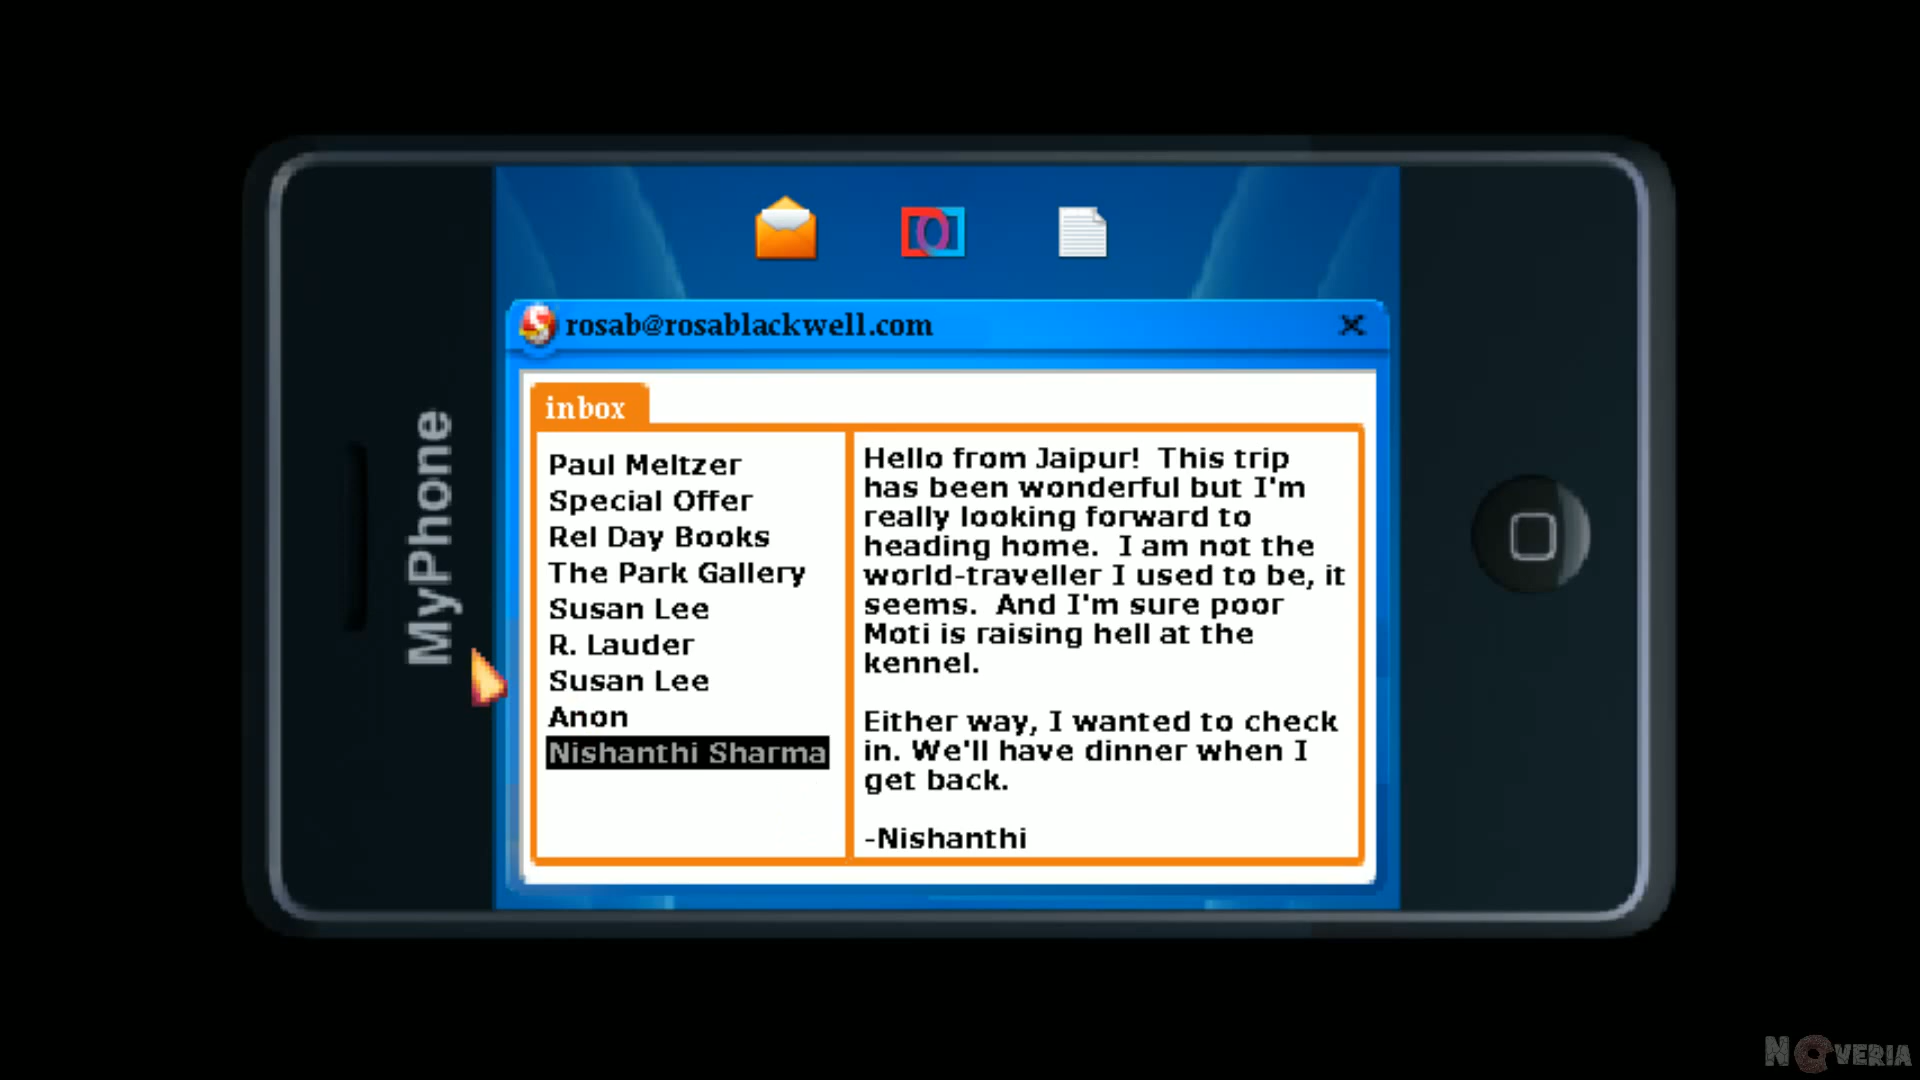 MyPhone
rosab@rosablackwell.com
inbox
Paul Meltzer
Special Offer
Rel Day Books
The Park Gallery
Susan Lee
R. Lauder
Susan Lee
Anon
Nishanthi Sharma
Hello from Jaipur!  This trip
has been wonderful but I'm
really looking forward to
heading home.  I am not the
world-traveller I used to be, it
seems.  And I'm sure poor
Moti is raising hell at the
kennel.
Either way, I wanted to check
in. We'll have dinner when I
get back.
-Nishanthi
NOVERIA